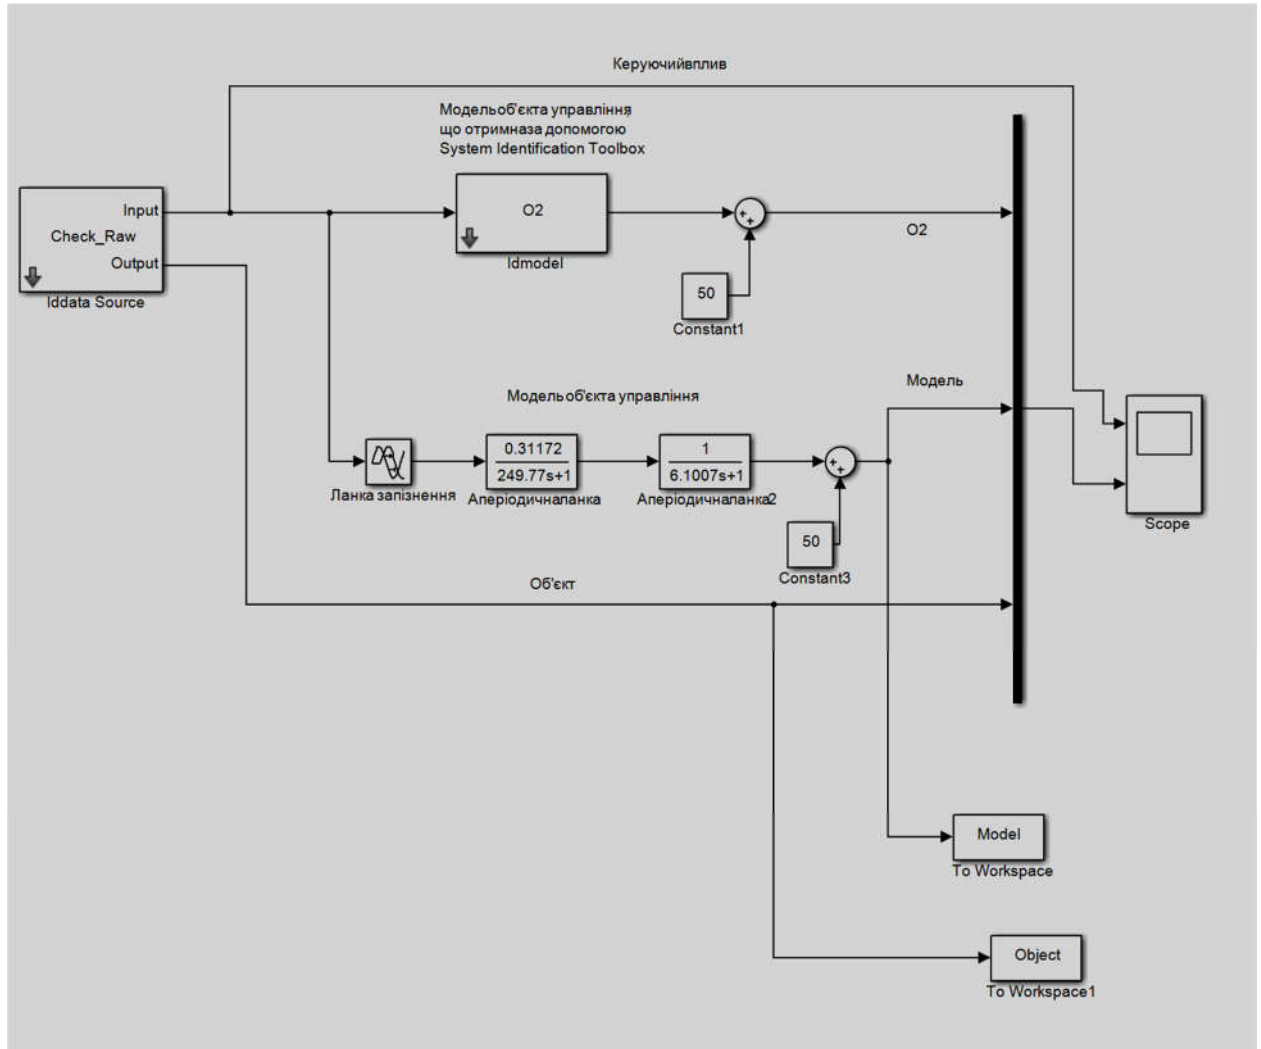 Керуючийвплив
Модельоб'єкта управління,
що отримназа допомогою
System Identification Toolbox
Input
Check_Raw
Output
Iddata Source
O2
Idmodel
+
+
O2
50
Constant1
Модель
Модельоб'єкта управління
Ланка запізнення
0.31172
249.77s+1
Аперіодичналанка
1
6.1007s+1
Аперіодичналанка2
+
+
50
Constant3
Scope
Об'єкт
Model
To Workspace
Object
To Workspace1